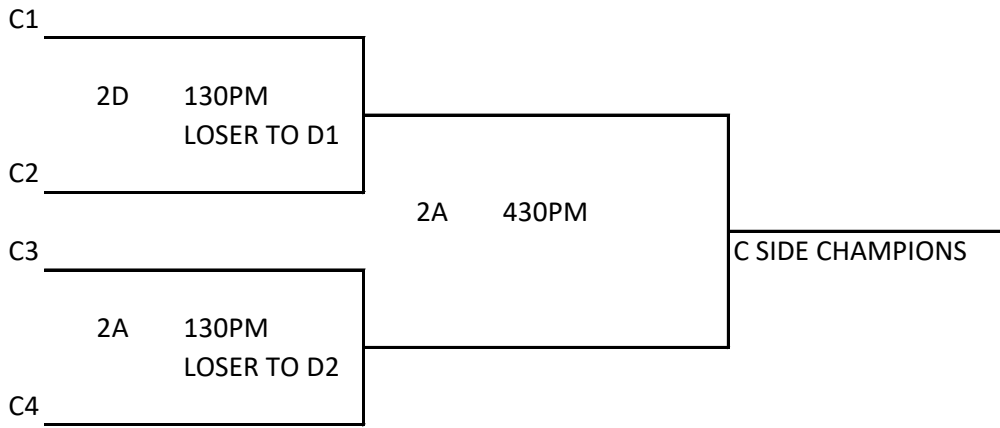 C1
2D 130PM
LOSER TO D1
C2
2A 430PM
C3
C SIDE CHAMPIONS
2A 130PM
LOSER TO D2
C4